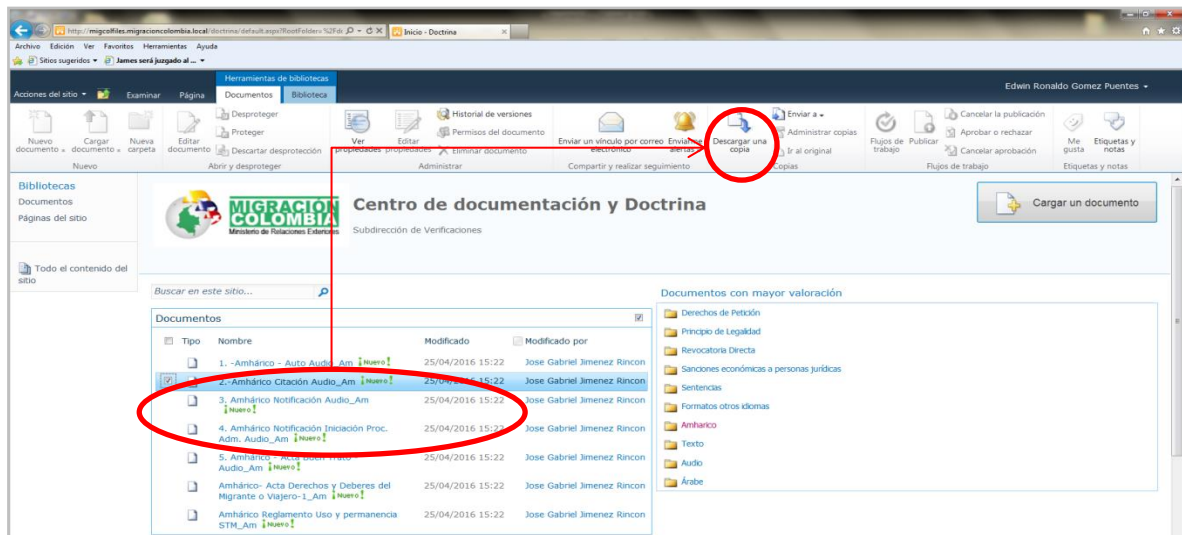 http://migcolfiles.migracioncolombia.local/doctrina/default.aspx?RootFolder=%2Fdo
Inicio - Doctrina
Archivo Edición Ver Favoritos Herramientas Ayuda
Sitios sugeridos James será juzgado al ...
Herramientas de bibliotecas
Acciones del sitio Examinar Página Documentos Biblioteca
Edwin Ronaldo Gomez Puentes
Nuevo documento
Cargar documento
Nueva carpeta
Editar documento
Desproteger
Proteger
Descartar desprotección
Ver propiedades
Editar propiedades
Historial de versiones
Permisos del documento
Eliminar documento
Enviar un vínculo por correo electrónico
Enviarme alertas
Descargar una copia
Enviar a
Administrar copias
Ir al original
Flujos de trabajo
Publicar
Cancelar la publicación
Aprobar o rechazar
Cancelar aprobación
Me gusta
Etiquetas y notas
Nuevo
Abrir y desproteger
Administrar
Compartir y realizar seguimiento
Copias
Flujos de trabajo
Etiquetas y notas
Bibliotecas
Documentos
Páginas del sitio
Todo el contenido del
sitio
MIGRACIÓN
COLOMBIA
Ministerio de Relaciones Exteriores
Centro de documentación y Doctrina
Subdirección de Verificaciones
Cargar un documento
Buscar en este sitio...
Documentos
Tipo Nombre Modificado Modificado por
1. -Amhárico - Auto Audio_Am ¡Nuevo! 25/04/2016 15:22 Jose Gabriel Jimenez Rincon
2.-Amhárico Citación Audio_Am ¡Nuevo! 25/04/2016 15:22 Jose Gabriel Jimenez Rincon
3. Amhárico Notificación Audio_Am 25/04/2016 15:22 Jose Gabriel Jimenez Rincon
¡Nuevo!
4. Amhárico Notificación Iniciación Proc. 25/04/2016 15:22 Jose Gabriel Jimenez Rincon
Adm. Audio_Am ¡Nuevo!
5. Amhárico - Acta Buen Trato - 25/04/2016 15:22 Jose Gabriel Jimenez Rincon
Audio_Am ¡Nuevo!
Amhárico- Acta Derechos y Deberes del 25/04/2016 15:22 Jose Gabriel Jimenez Rincon
Migrante o Viajero-1_Am ¡Nuevo!
Amhárico Reglamento Uso y permanencia 25/04/2016 15:22 Jose Gabriel Jimenez Rincon
STM_Am ¡Nuevo!
Documentos con mayor valoración
Derechos de Petición
Principio de Legalidad
Revocatoria Directa
Sanciones económicas a personas jurídicas
Sentencias
Formatos otros idiomas
Amharico
Texto
Audio
Árabe